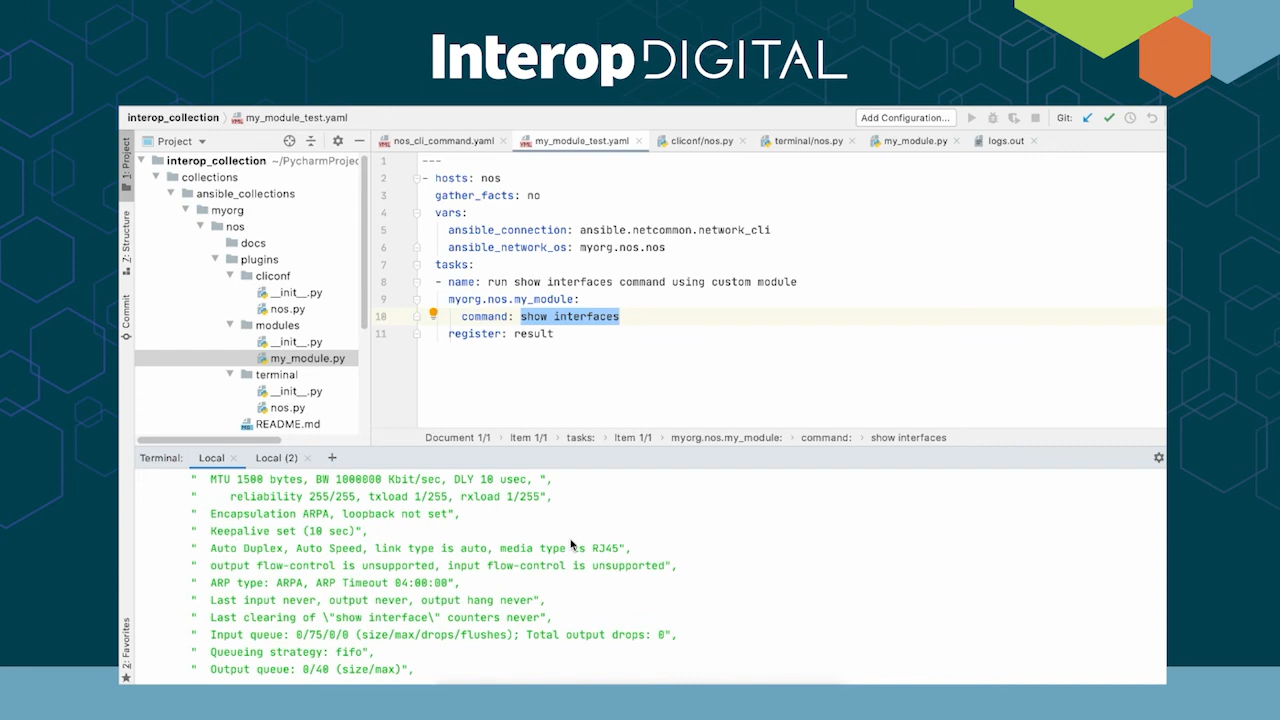 Interop DIGITAL
interop_collection my_module_test.yaml Add Configuration... Git:
1: Project Project nos_cli_command.yaml my_module_test.yaml cliconf/nos.py terminal/nos.py my_module.py logs.out
interop_collection ~/PycharmProjec
collections
ansible_collections
myorg
nos
docs
plugins
cliconf
__init__.py
nos.py
modules
__init__.py
my_module.py
terminal
__init__.py
nos.py
README.md
Z: Structure
Commit
2: Favorites
1 ---
2 - hosts: nos
3 gather_facts: no
4 vars:
5 ansible_connection: ansible.netcommon.network_cli
6 ansible_network_os: myorg.nos.nos
7 tasks:
8 - name: run show interfaces command using custom module
9 myorg.nos.my_module:
10 command: show interfaces
11 register: result
Document 1/1 › Item 1/1 › tasks: › Item 1/1 › myorg.nos.my_module: › command: › show interfaces
Terminal: Local × Local (2) × +
" MTU 1500 bytes, BW 1000000 Kbit/sec, DLY 10 usec, ",
" reliability 255/255, txload 1/255, rxload 1/255",
" Encapsulation ARPA, loopback not set",
" Keepalive set (10 sec)",
" Auto Duplex, Auto Speed, link type is auto, media type is RJ45",
" output flow-control is unsupported, input flow-control is unsupported",
" ARP type: ARPA, ARP Timeout 04:00:00",
" Last input never, output never, output hang never",
" Last clearing of \"show interface\" counters never",
" Input queue: 0/75/0/0 (size/max/drops/flushes); Total output drops: 0",
" Queueing strategy: fifo",
" Output queue: 0/40 (size/max)",